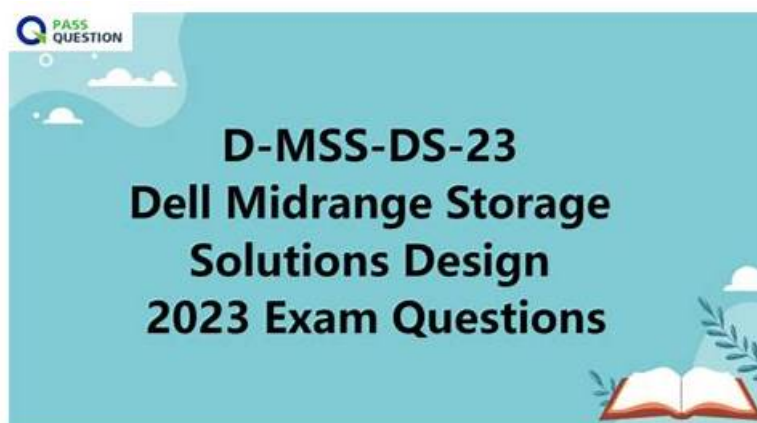 PASS
QUESTION
D-MSS-DS-23
Dell Midrange Storage
Solutions Design
2023 Exam Questions